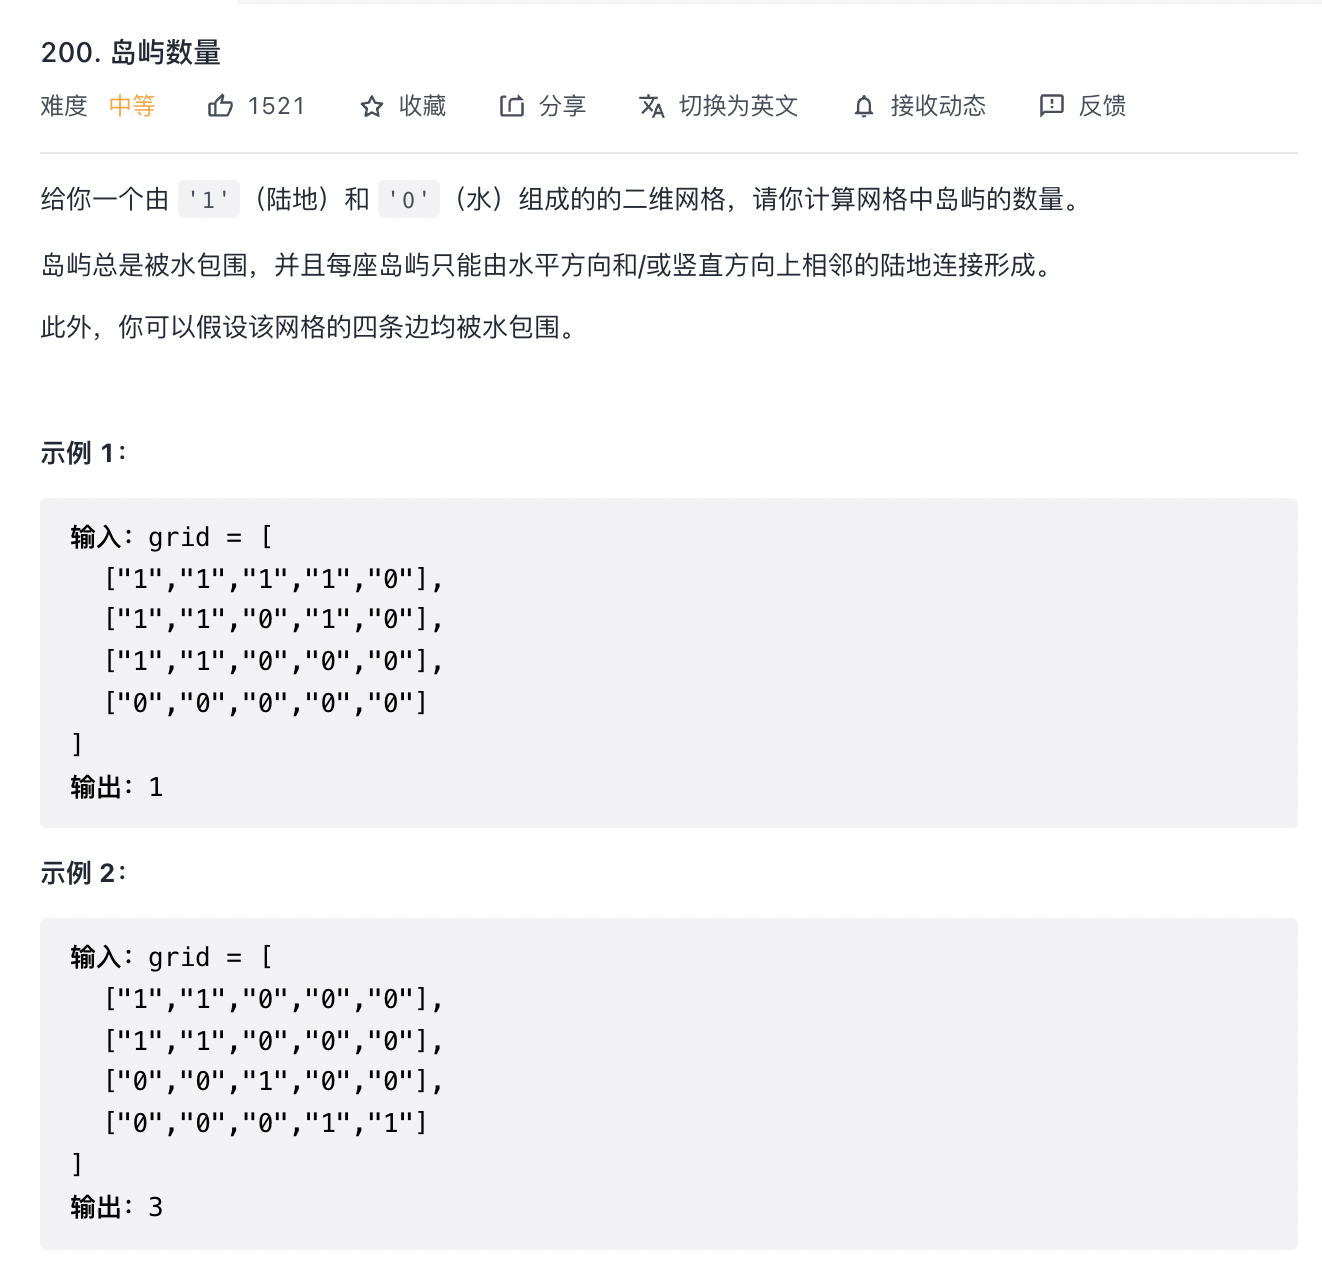 200. 岛屿数量
难度 中等 1521 收藏 分享 切换为英文 接收动态 反馈
给你一个由 '1'（陆地）和 '0'（水）组成的的二维网格，请你计算网格中岛屿的数量。
岛屿总是被水包围，并且每座岛屿只能由水平方向和/或竖直方向上相邻的陆地连接形成。
此外，你可以假设该网格的四条边均被水包围。
示例 1：
输入：grid = [
["1","1","1","1","0"],
["1","1","0","1","0"],
["1","1","0","0","0"],
["0","0","0","0","0"]
]
输出：1
示例 2：
输入：grid = [
["1","1","0","0","0"],
["1","1","0","0","0"],
["0","0","1","0","0"],
["0","0","0","1","1"]
]
输出：3